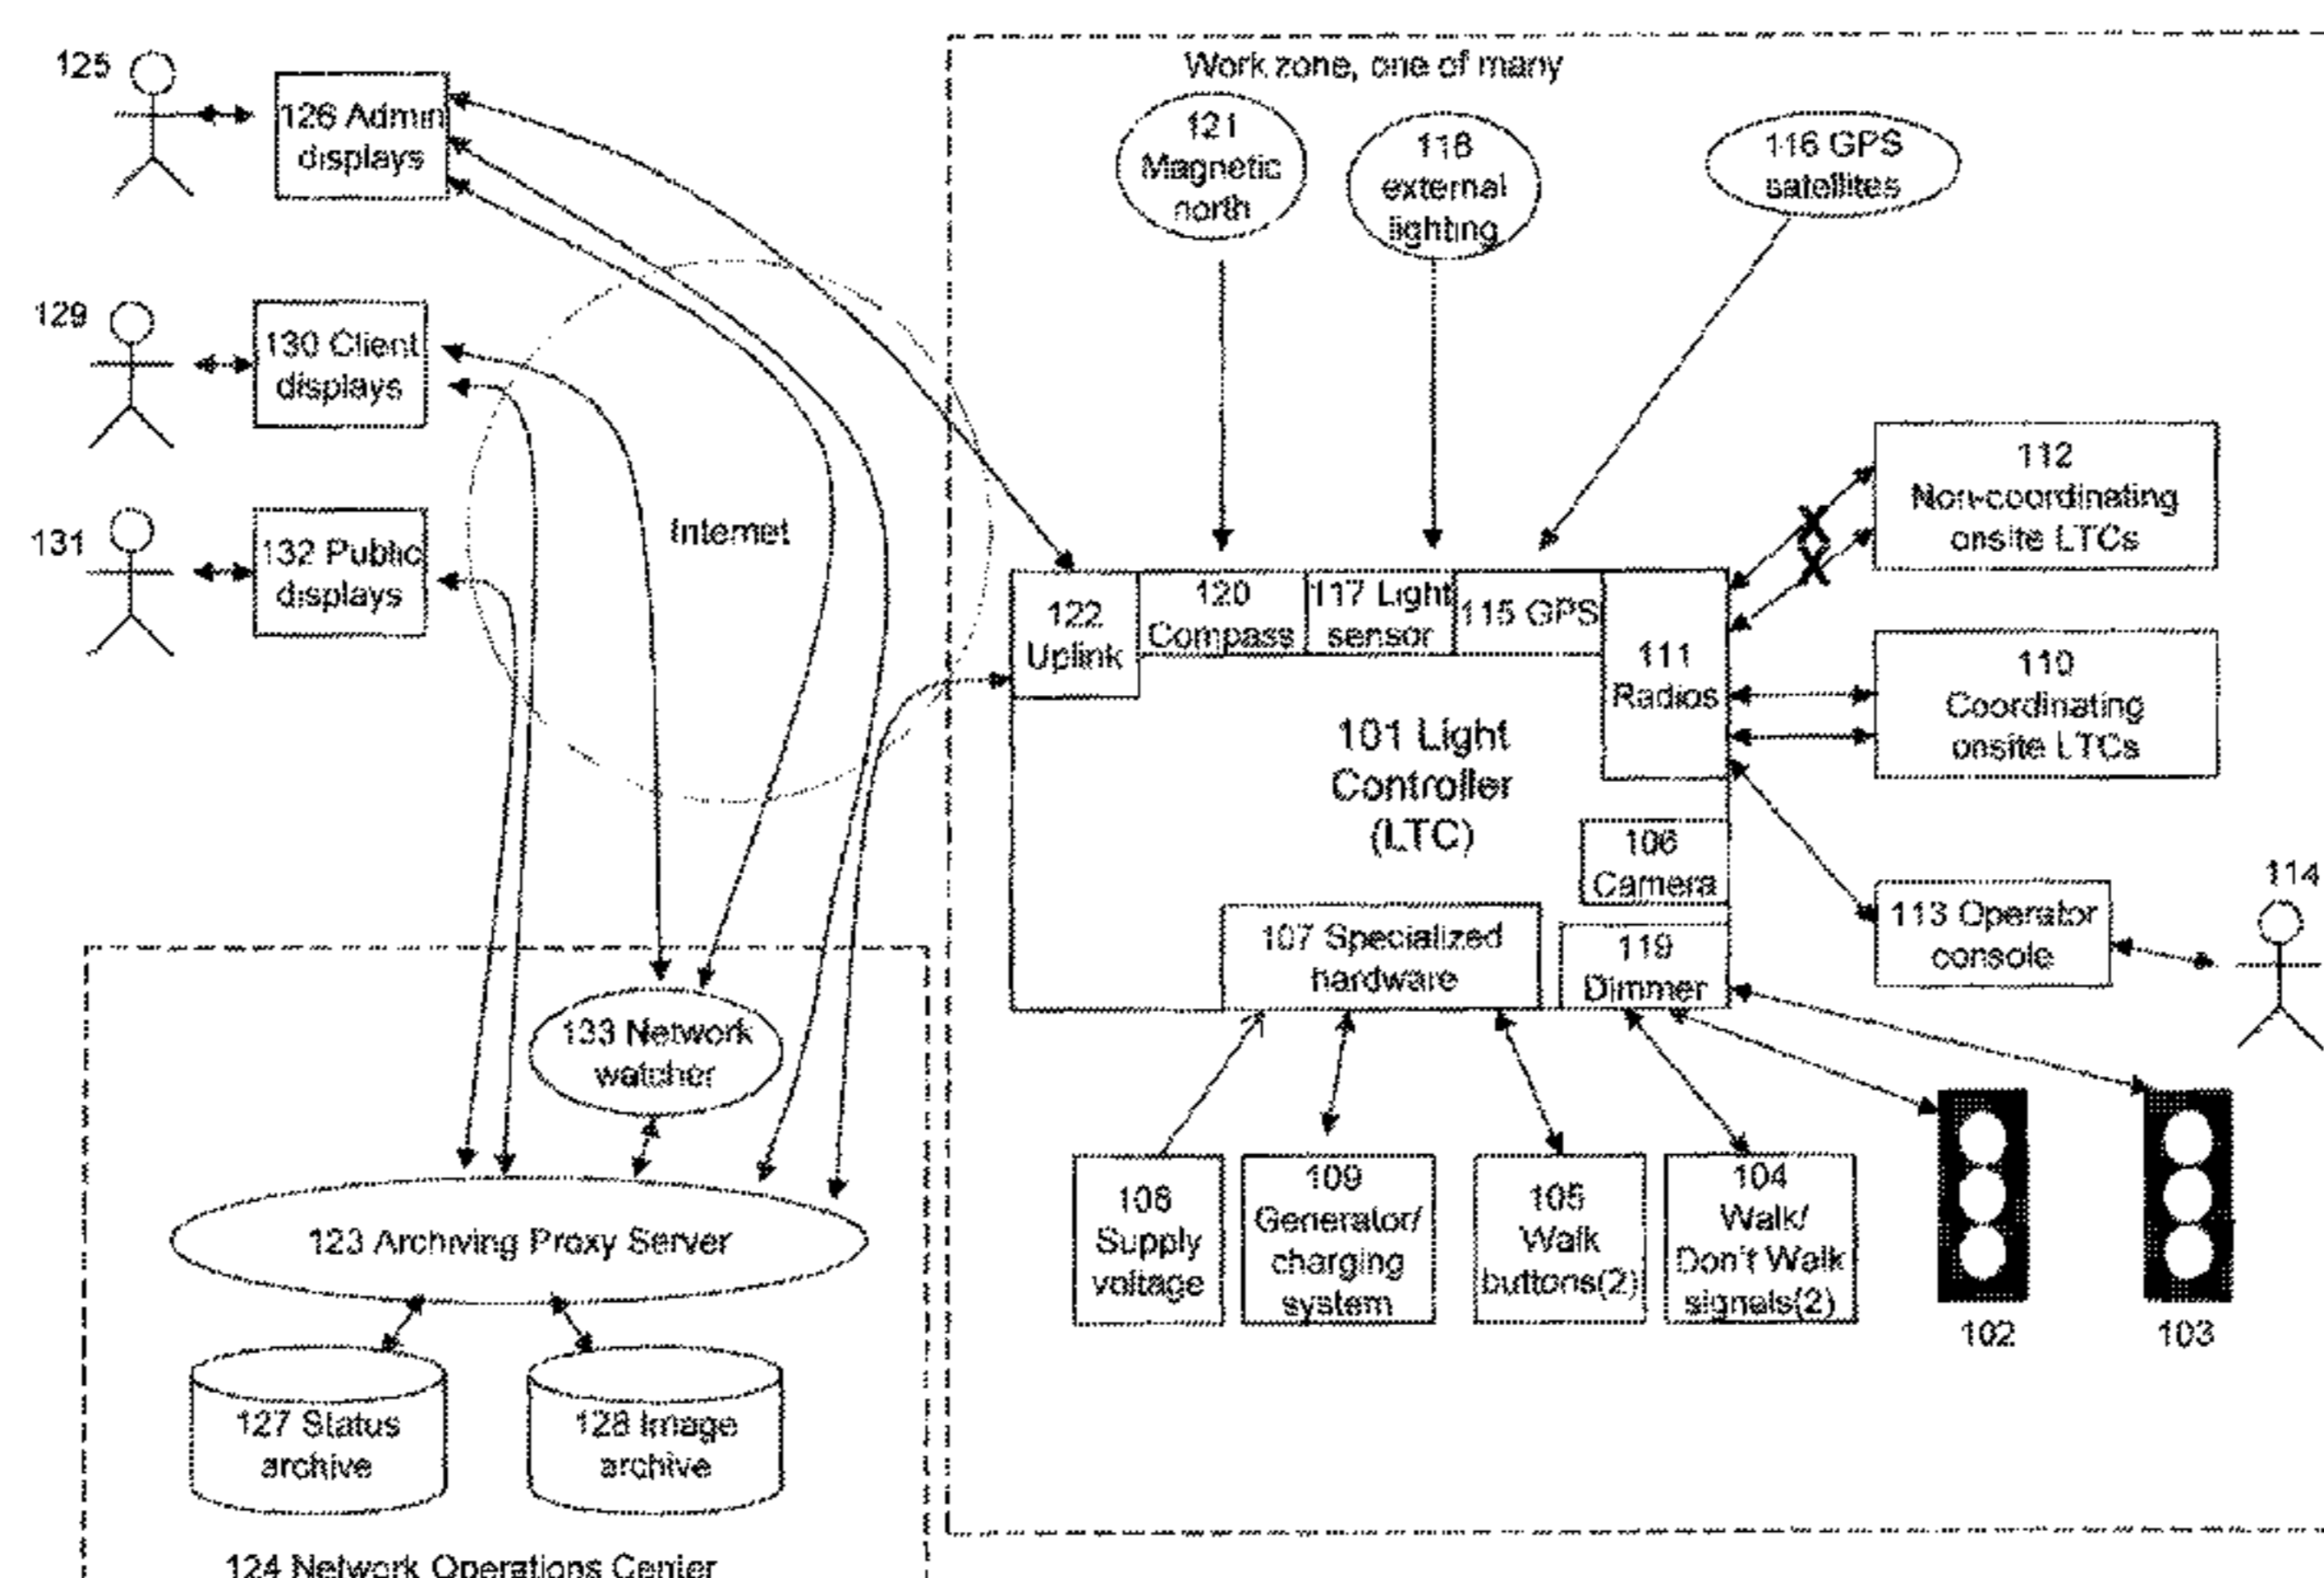 Work zone, one of many
125
126 Admin
displays
121
Magnetic
north
118
external
lighting
116 GPS
satellites
129
130 Client
displays
131
132 Public
displays
Internet
112
Non-coordinating
onsite LTCs
X
X
122
Uplink
120
Compass
117 Light
sensor
115 GPS
111
Radios
110
Coordinating
onsite LTCs
101 Light
Controller
(LTC)
106
Camera
114
113 Operator
console
107 Specialized
hardware
119
Dimmer
133 Network
watcher
123 Archiving Proxy Server
108
Supply
voltage
109
Generator/
charging
system
105
Walk
buttons(2)
104
Walk/
Don't Walk
signals(2)
102
103
127 Status
archive
128 Image
archive
124 Network Operations Center